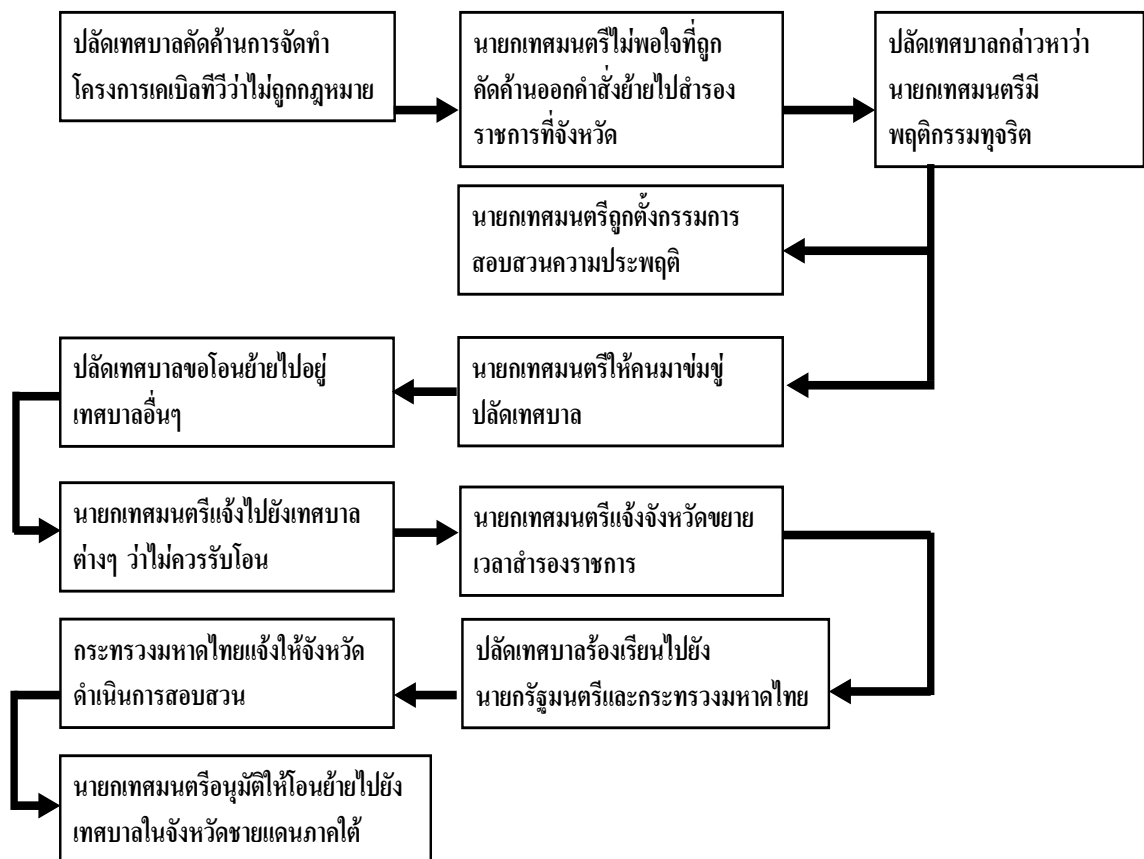 ปลัดเทศบาลคัดค้านการจัดทำ
โครงการเคเบิลทีวีว่าไม่ถูกกฎหมาย
นายกเทศมนตรีไม่พอใจที่ถูก
คัดค้านออกคำสั่งย้ายไปสำรอง
ราชการที่จังหวัด
ปลัดเทศบาลกล่าวหาว่า
นายกเทศมนตรีมี
พฤติกรรมทุจริต
นายกเทศมนตรีถูกตั้งกรรมการ
สอบสวนความประพฤติ
นายกเทศมนตรีให้คนมาข่มขู่
ปลัดเทศบาล
ปลัดเทศบาลขอโอนย้ายไปอยู่
เทศบาลอื่นๆ
นายกเทศมนตรีแจ้งไปยังเทศบาล
ต่างๆ ว่าไม่ควรรับโอน
นายกเทศมนตรีแจ้งจังหวัดขยาย
เวลาสำรองราชการ
ปลัดเทศบาลร้องเรียนไปยัง
นายกรัฐมนตรีและกระทรวงมหาดไทย
กระทรวงมหาดไทยแจ้งให้จังหวัด
ดำเนินการสอบสวน
นายกเทศมนตรีอนุมัติให้โอนย้ายไปยัง
เทศบาลในจังหวัดชายแดนภาคใต้